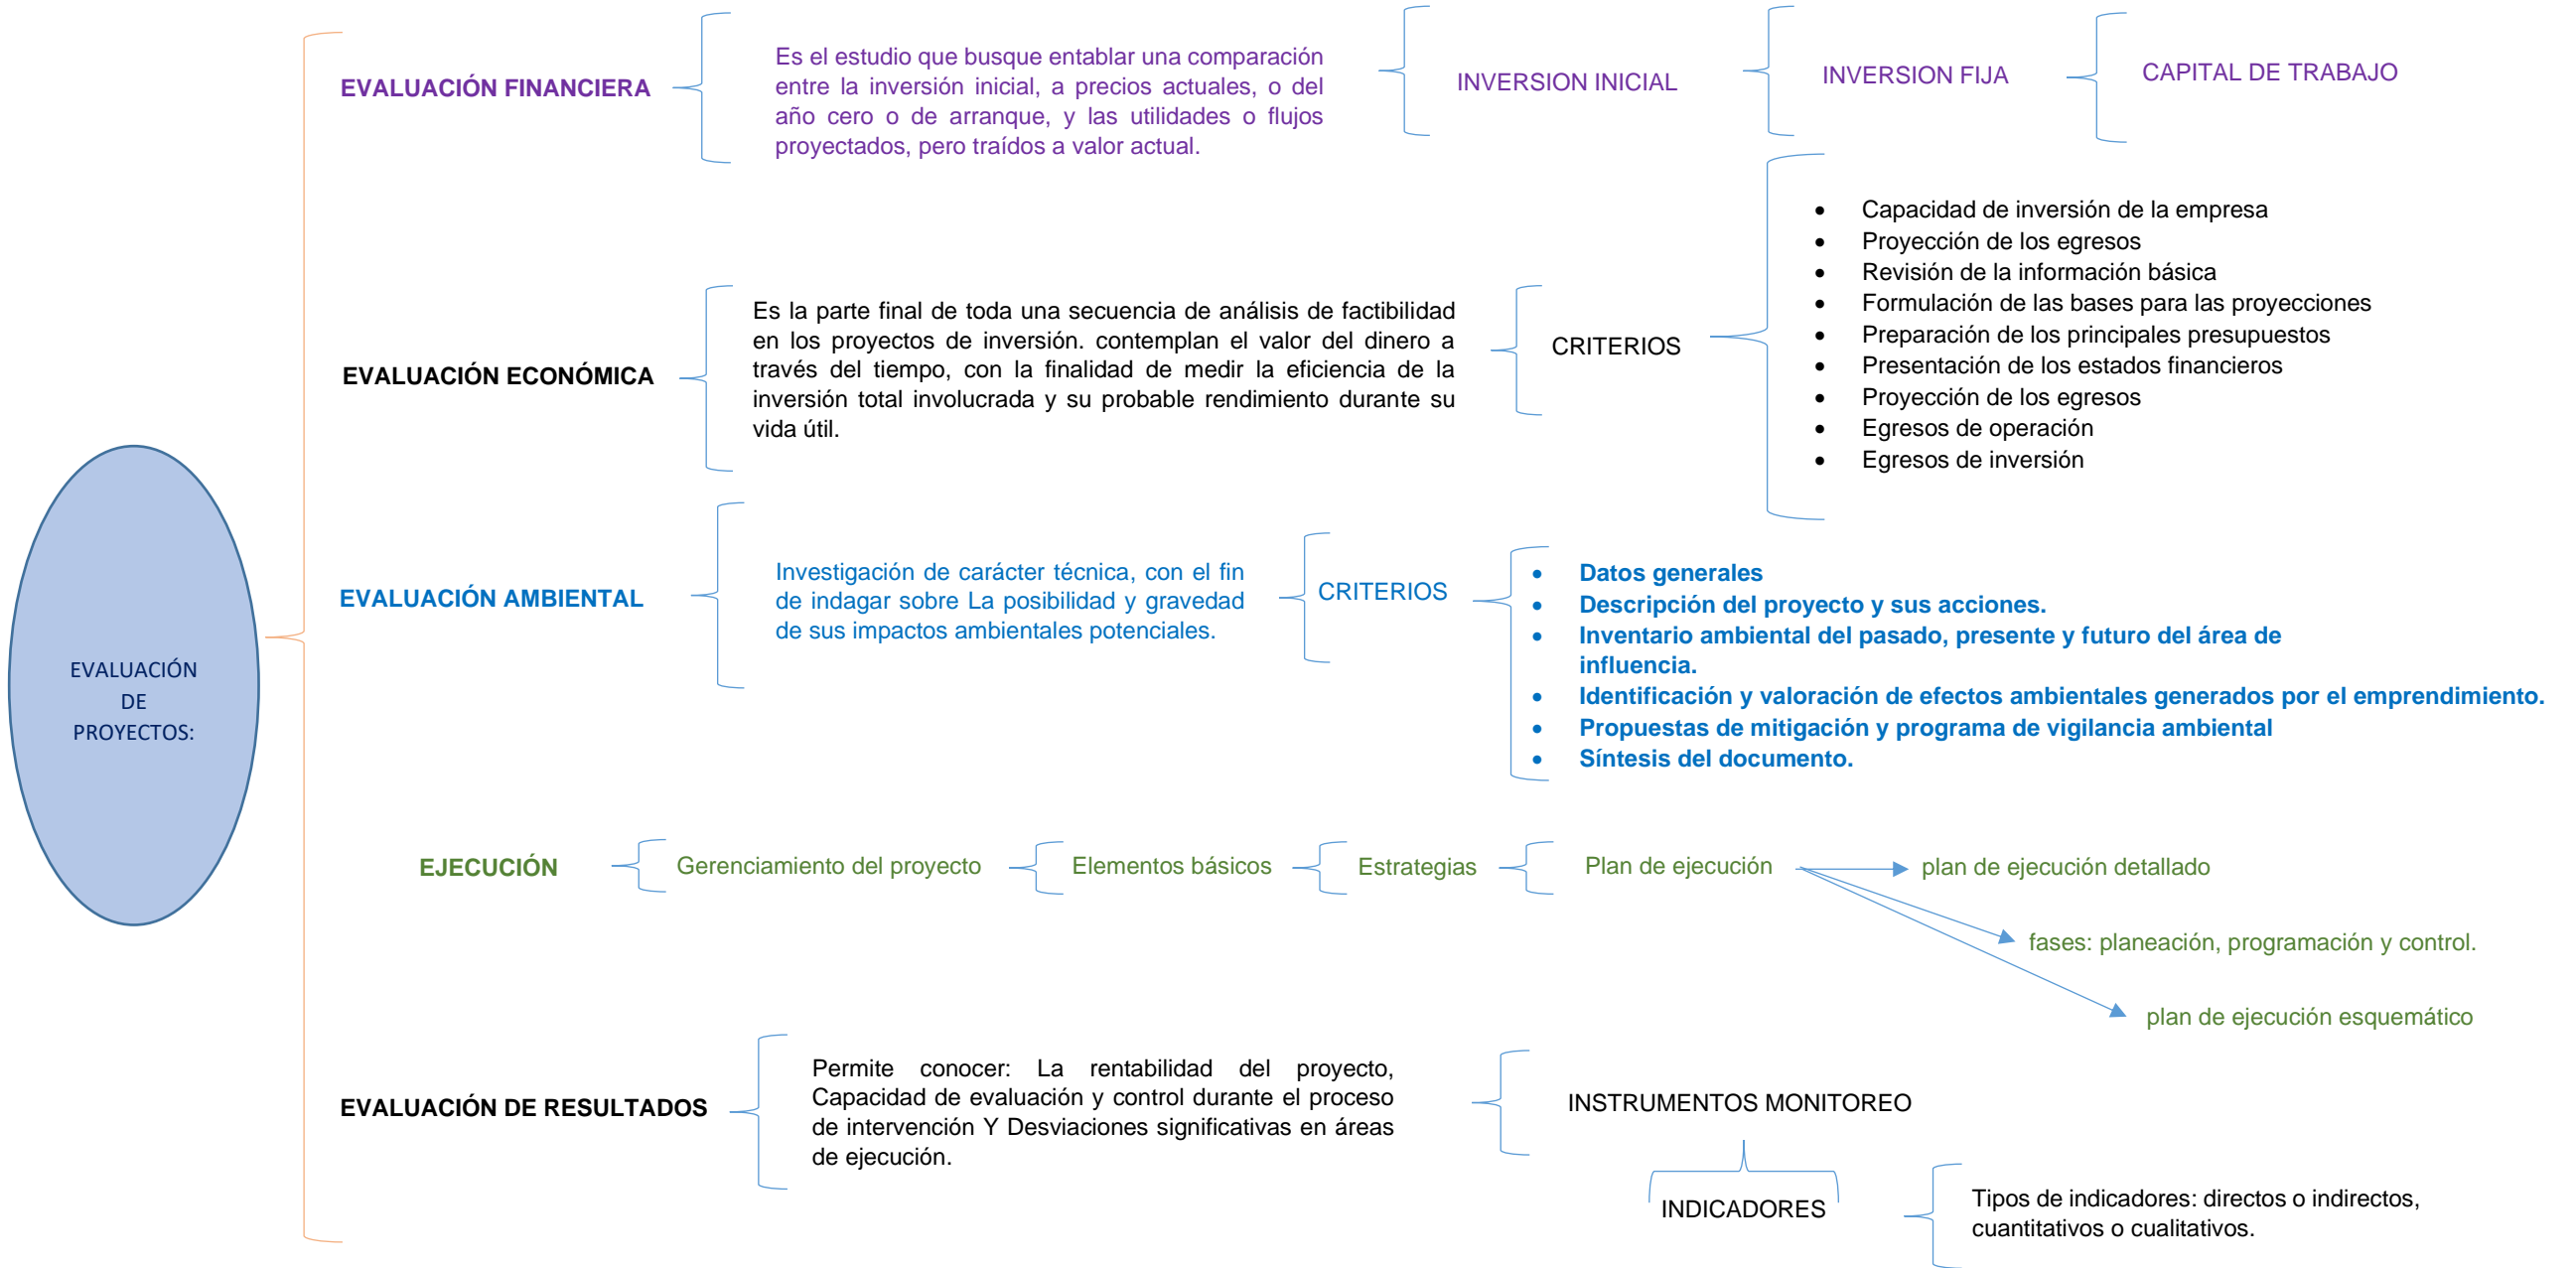 EVALUACIÓN
DE
PROYECTOS:
EVALUACIÓN FINANCIERA
Es el estudio que busque entablar una comparación
entre la inversión inicial, a precios actuales, o del
año cero o de arranque, y las utilidades o flujos
proyectados, pero traídos a valor actual.
INVERSION INICIAL
INVERSION FIJA
CAPITAL DE TRABAJO
EVALUACIÓN ECONÓMICA
Es la parte final de toda una secuencia de análisis de factibilidad
en los proyectos de inversión. contemplan el valor del dinero a
través del tiempo, con la finalidad de medir la eficiencia de la
inversión total involucrada y su probable rendimiento durante su
vida útil.
CRITERIOS
• Capacidad de inversión de la empresa
• Proyección de los egresos
• Revisión de la información básica
• Formulación de las bases para las proyecciones
• Preparación de los principales presupuestos
• Presentación de los estados financieros
• Proyección de los egresos
• Egresos de operación
• Egresos de inversión
EVALUACIÓN AMBIENTAL
Investigación de carácter técnica, con el fin
de indagar sobre La posibilidad y gravedad
de sus impactos ambientales potenciales.
CRITERIOS
• Datos generales
• Descripción del proyecto y sus acciones.
• Inventario ambiental del pasado, presente y futuro del área de
influencia.
• Identificación y valoración de efectos ambientales generados por el emprendimiento.
• Propuestas de mitigación y programa de vigilancia ambiental
• Síntesis del documento.
EJECUCIÓN
Gerenciamiento del proyecto
Elementos básicos
Estrategias
Plan de ejecución
plan de ejecución detallado
fases: planeación, programación y control.
plan de ejecución esquemático
EVALUACIÓN DE RESULTADOS
Permite conocer: La rentabilidad del proyecto,
Capacidad de evaluación y control durante el proceso
de intervención Y Desviaciones significativas en áreas
de ejecución.
INSTRUMENTOS MONITOREO
INDICADORES
Tipos de indicadores: directos o indirectos,
cuantitativos o cualitativos.